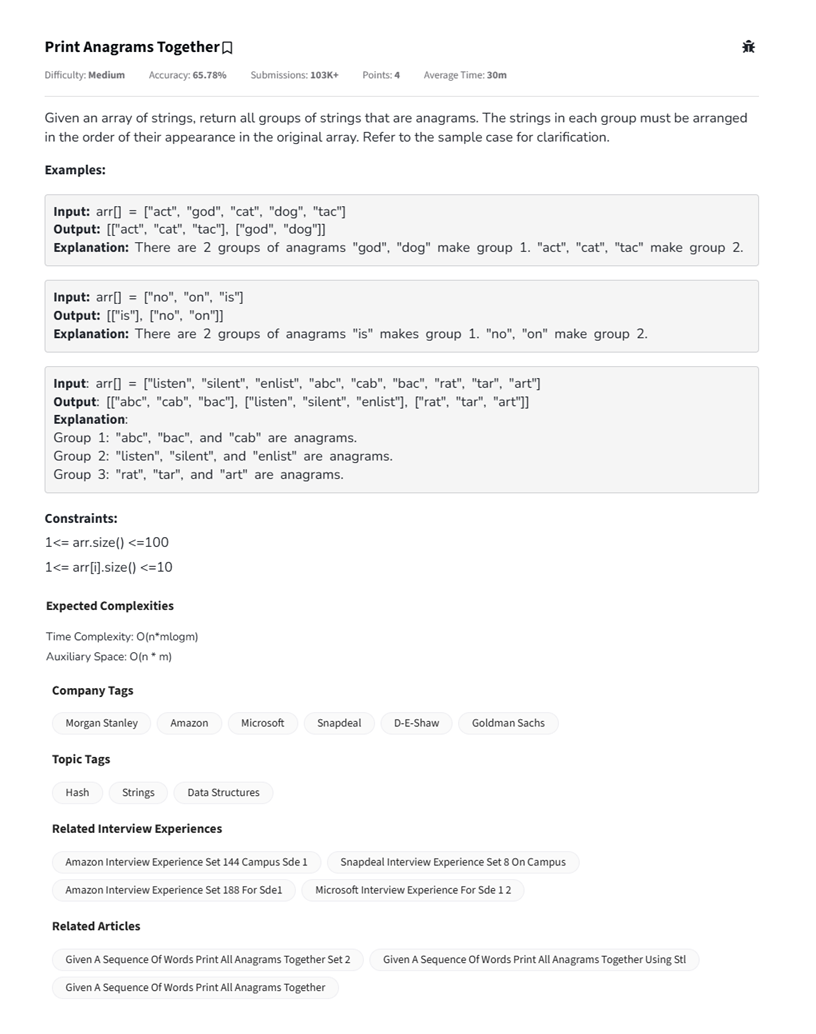 Print Anagrams Together
Difficulty: Medium Accuracy: 65.78% Submissions: 103K+ Points: 4 Average Time: 30m
Given an array of strings, return all groups of strings that are anagrams. The strings in each group must be arranged
in the order of their appearance in the original array. Refer to the sample case for clarification.
Examples:
Input: arr[] = ["act", "god", "cat", "dog", "tac"]
Output: [["act", "cat", "tac"], ["god", "dog"]]
Explanation: There are 2 groups of anagrams "god", "dog" make group 1. "act", "cat", "tac" make group 2.
Input: arr[] = ["no", "on", "is"]
Output: [["is"], ["no", "on"]]
Explanation: There are 2 groups of anagrams "is" makes group 1. "no", "on" make group 2.
Input: arr[] = ["listen", "silent", "enlist", "abc", "cab", "bac", "rat", "tar", "art"]
Output: [["abc", "cab", "bac"], ["listen", "silent", "enlist"], ["rat", "tar", "art"]]
Explanation:
Group 1: "abc", "bac", and "cab" are anagrams.
Group 2: "listen", "silent", and "enlist" are anagrams.
Group 3: "rat", "tar", and "art" are anagrams.
Constraints:
1<= arr.size() <=100
1<= arr[i].size() <=10
Expected Complexities
Time Complexity: O(n*mlogm)
Auxiliary Space: O(n * m)
Company Tags
Morgan Stanley Amazon Microsoft Snapdeal D-E-Shaw Goldman Sachs
Topic Tags
Hash Strings Data Structures
Related Interview Experiences
Amazon Interview Experience Set 144 Campus Sde 1 Snapdeal Interview Experience Set 8 On Campus
Amazon Interview Experience Set 188 For Sde1 Microsoft Interview Experience For Sde 1 2
Related Articles
Given A Sequence Of Words Print All Anagrams Together Set 2 Given A Sequence Of Words Print All Anagrams Together Using Stl
Given A Sequence Of Words Print All Anagrams Together